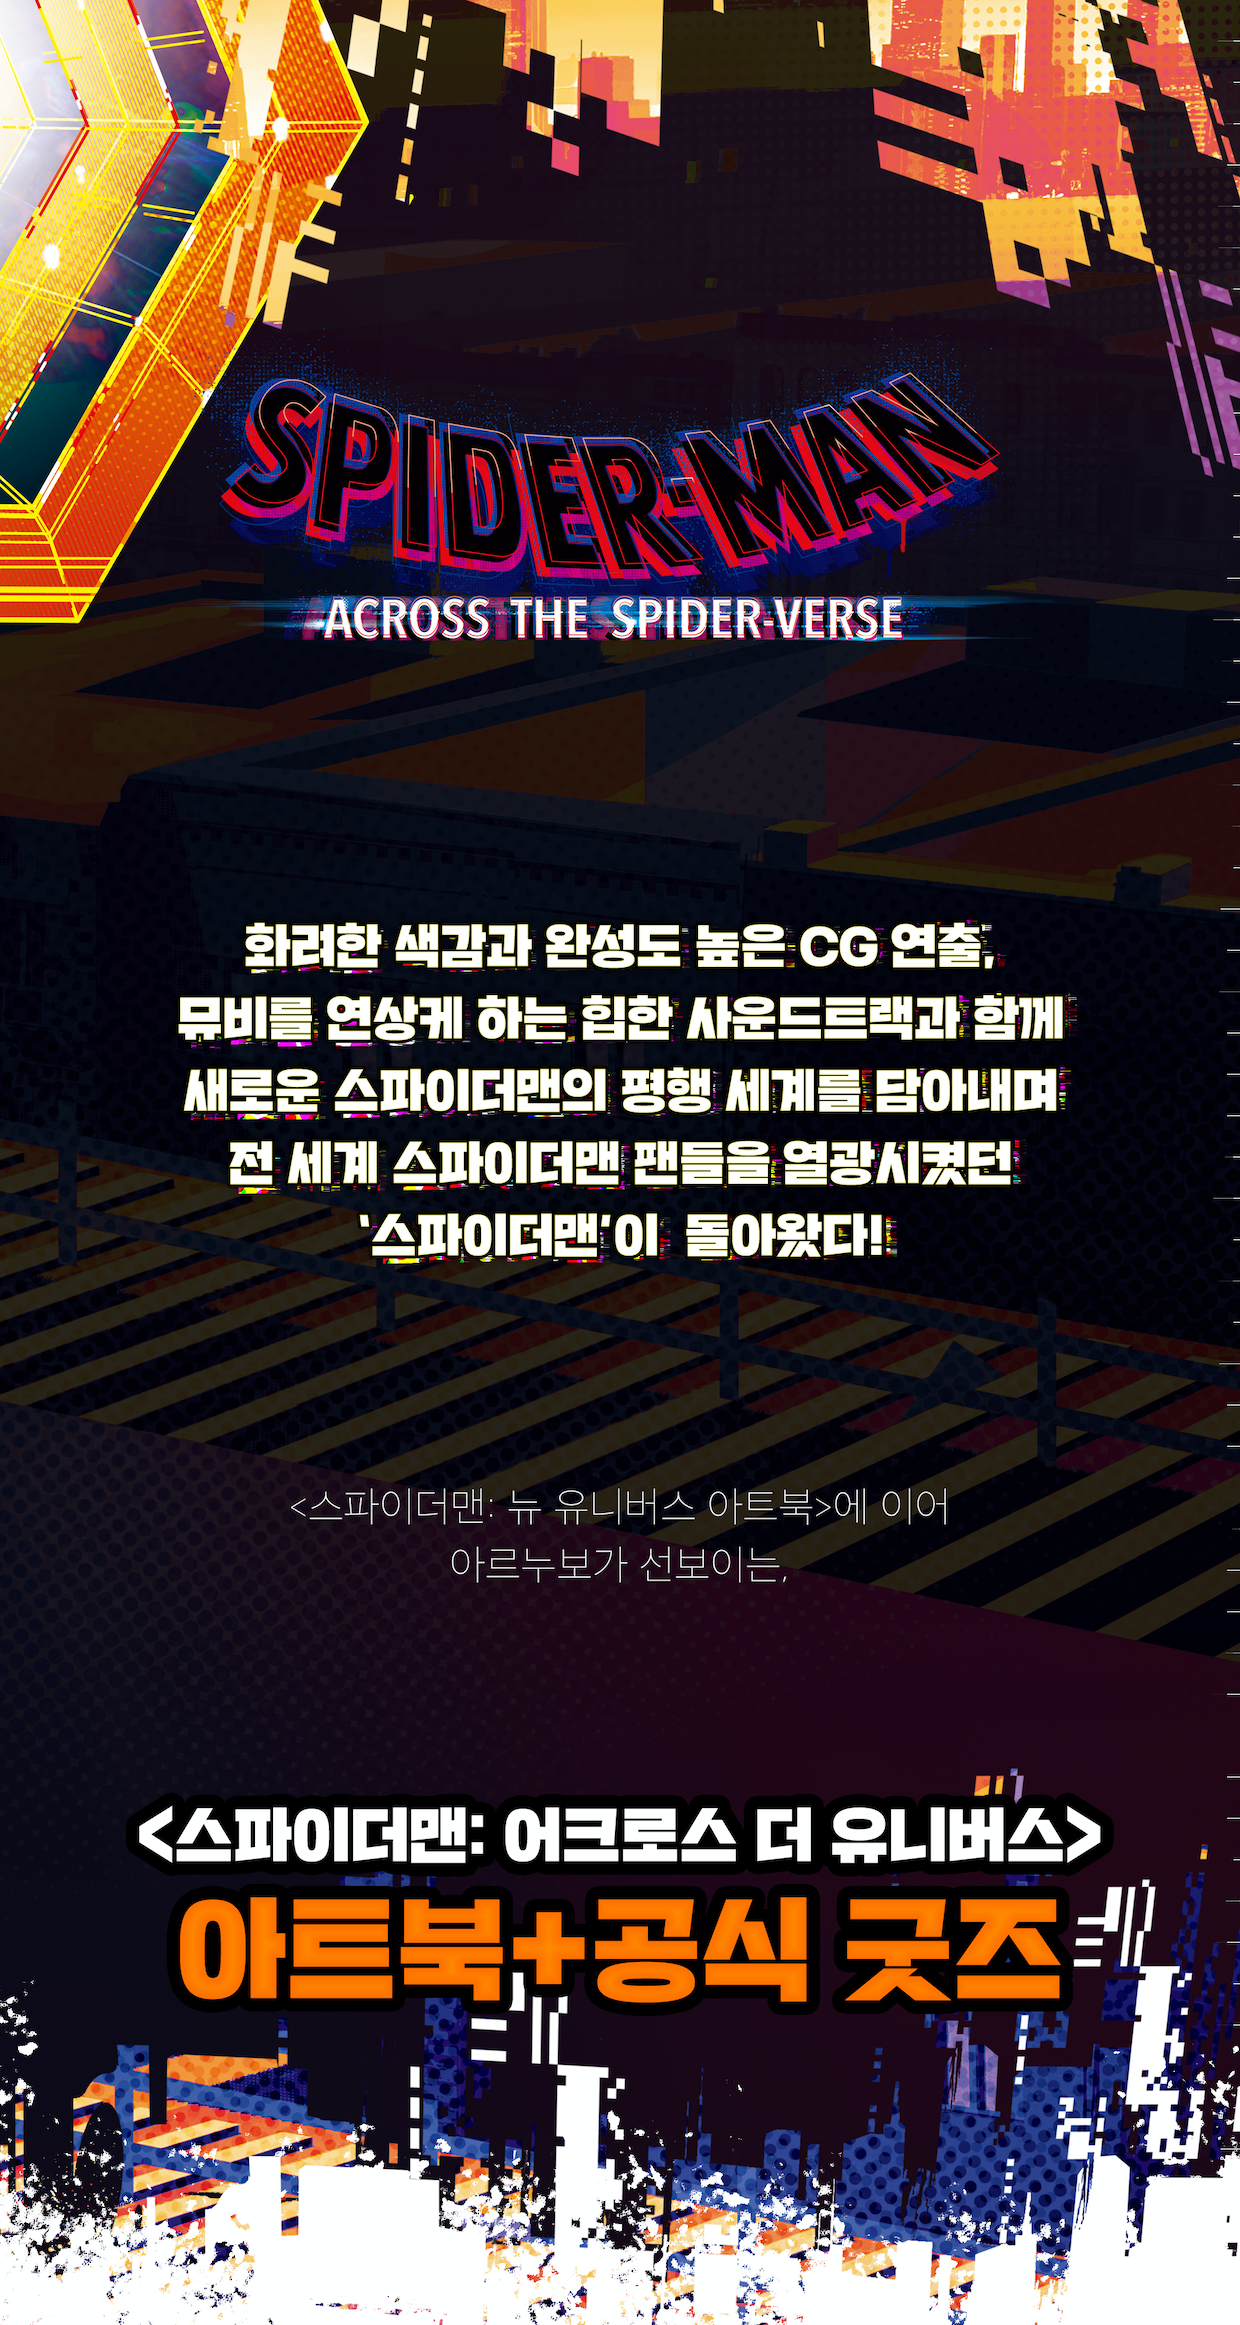 SPIDER-MAN
ACROSS THE SPIDER-VERSE
화려한 색감과 완성도 높은 CG 연출,
뮤비를 연상케 하는 힙한 사운드트랙과 함께
새로운 스파이더맨의 평행 세계를 담아내며
전 세계 스파이더맨 팬들을 열광시켰던
‘스파이더맨’이 돌아왔다!
<스파이더맨: 뉴 유니버스 아트북>에 이어
아르누보가 선보이는,
<스파이더맨: 어크로스 더 유니버스>
아트북+공식 굿즈